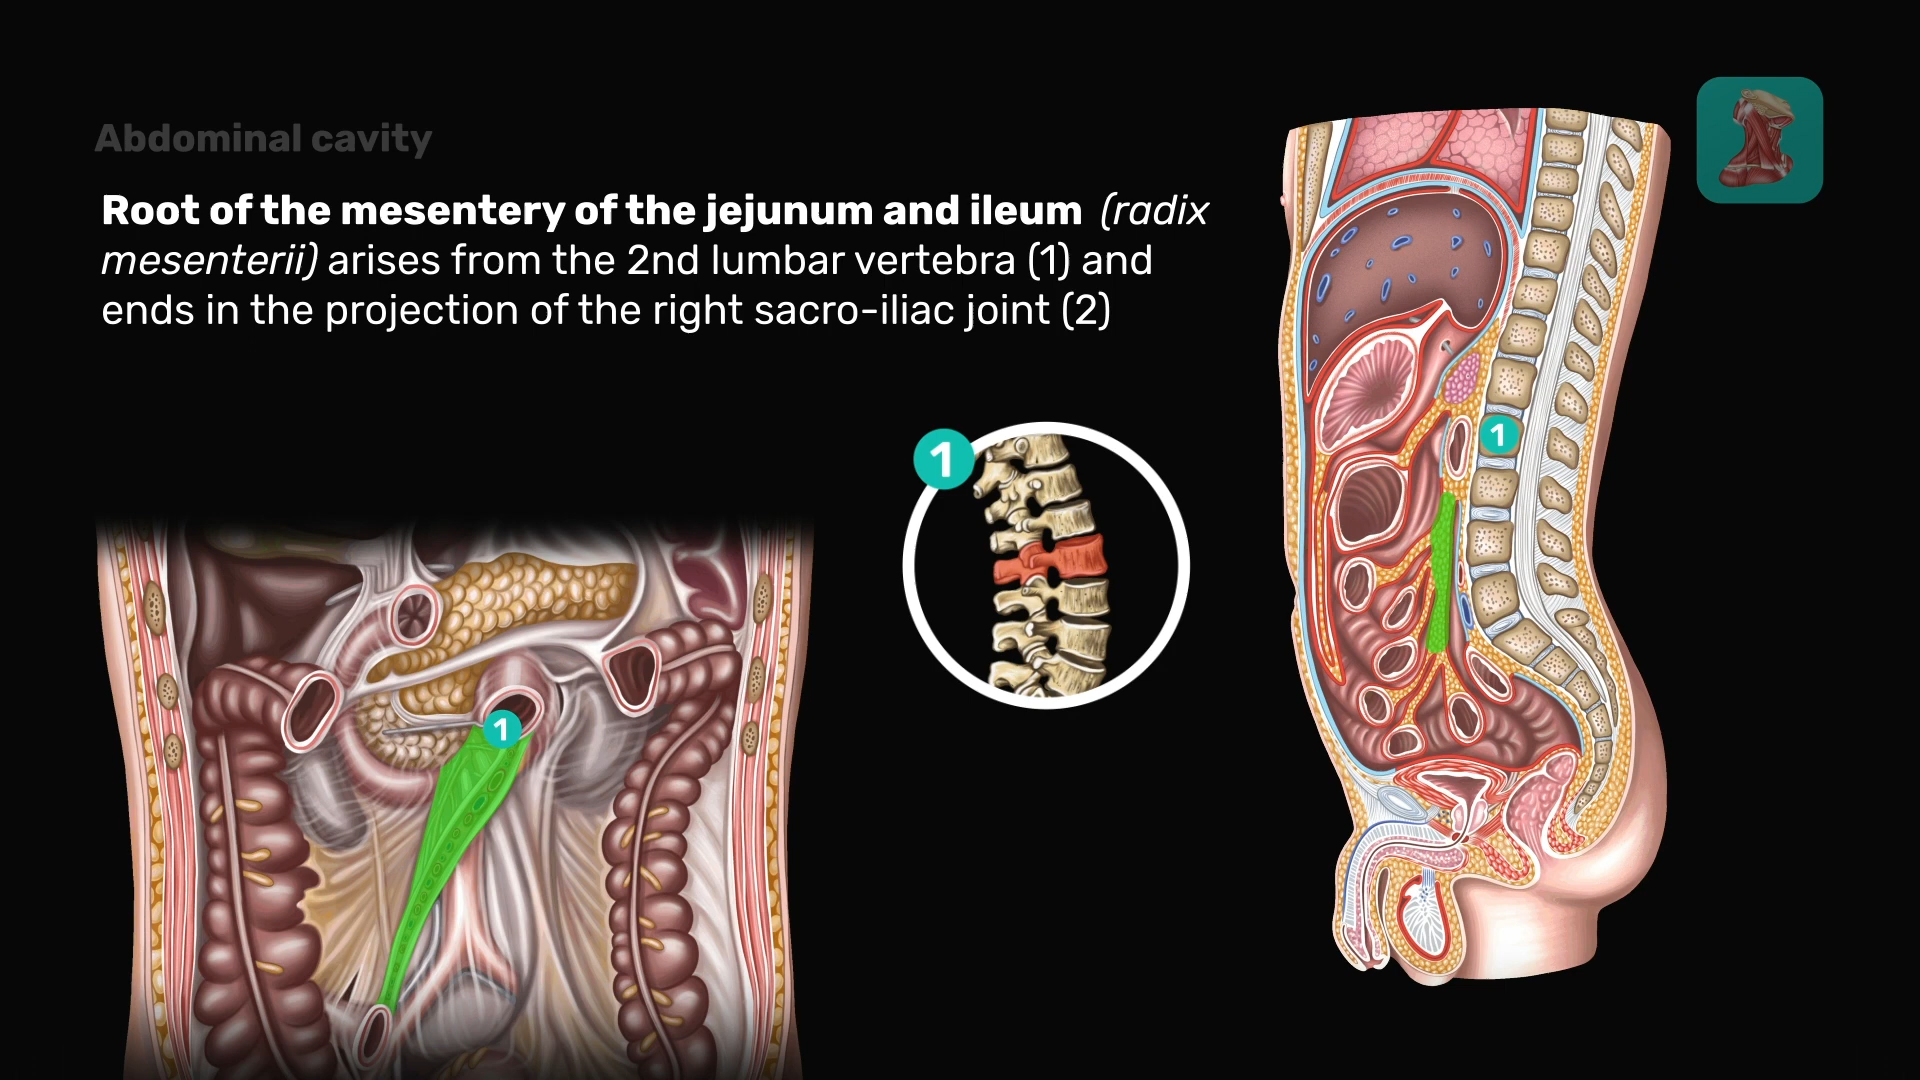 Abdominal cavity
Root of the mesentery of the jejunum and ileum (radix
mesenterii) arises from the 2nd lumbar vertebra (1) and
ends in the projection of the right sacro-iliac joint (2)
1
1
1